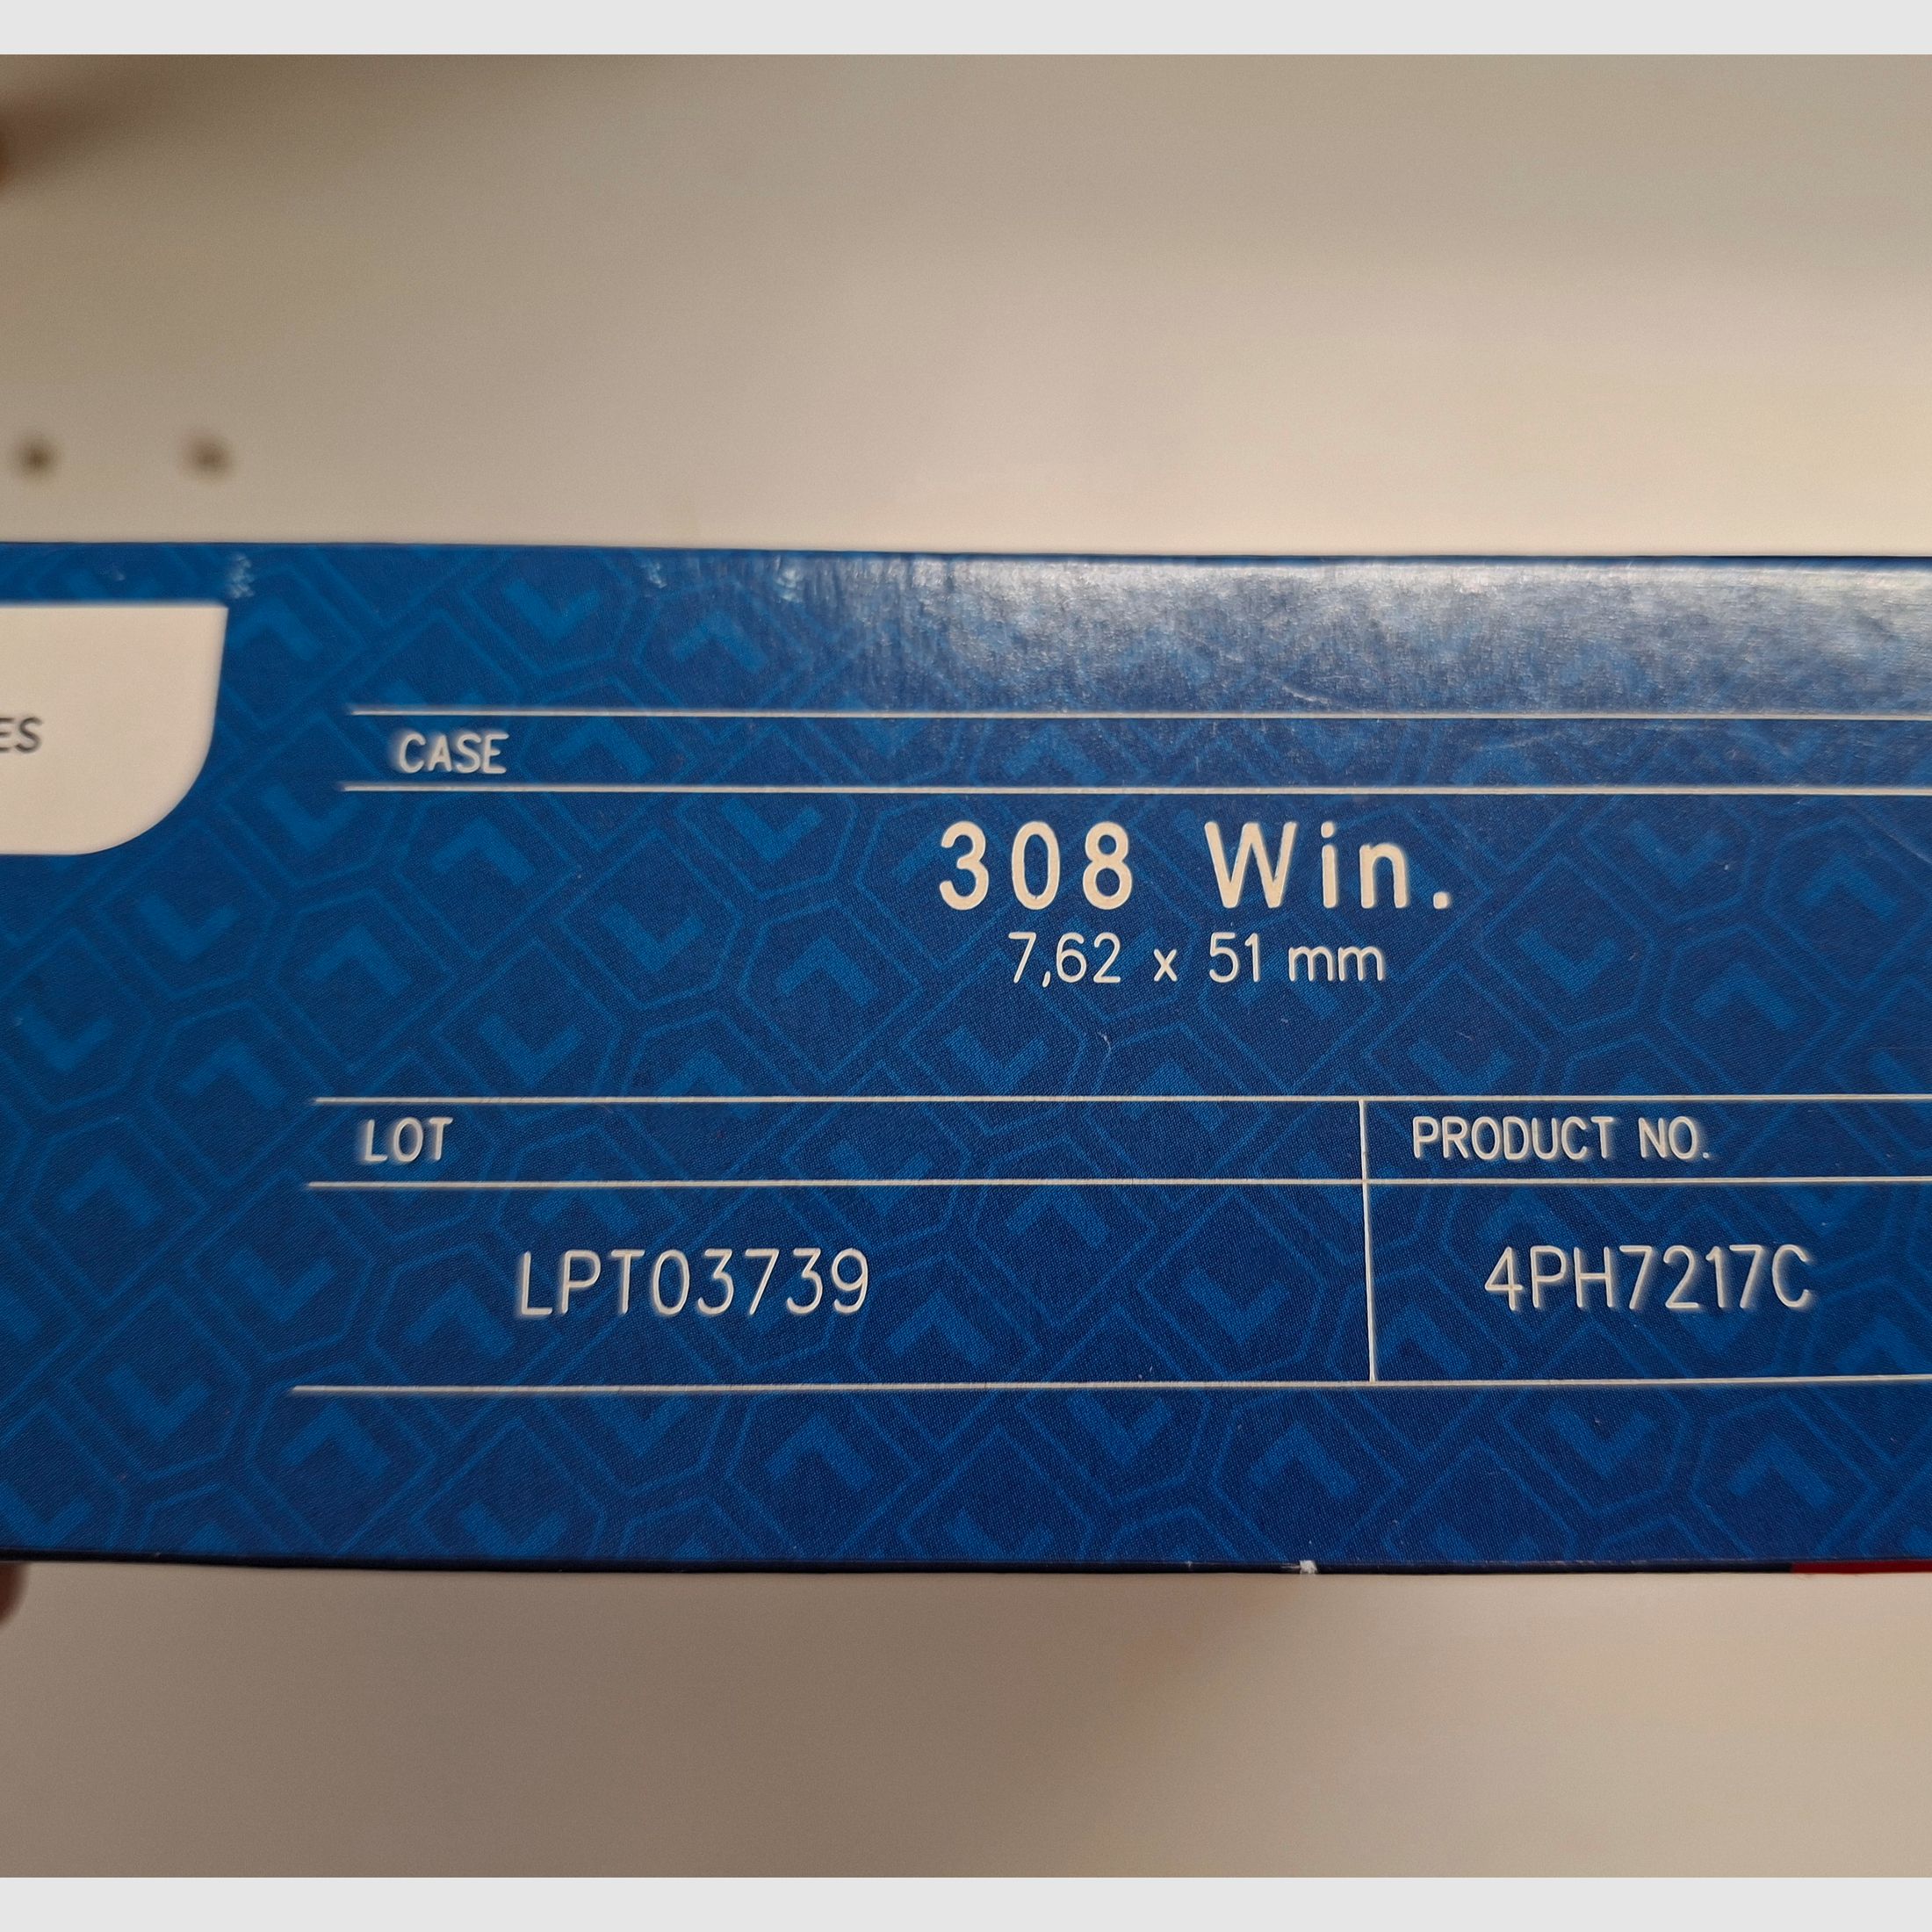 ES
CASE
308 Win.
7,62 x 51 mm
LOT
PRODUCT NO.
LPT03739
4PH7217C